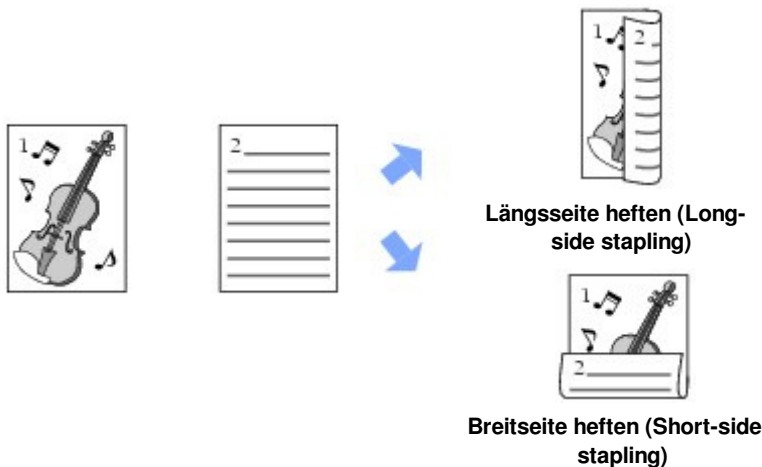 1
2
1
2
Längsseite heften (Long-
side stapling)
1
2
Breitseite heften (Short-side
stapling)